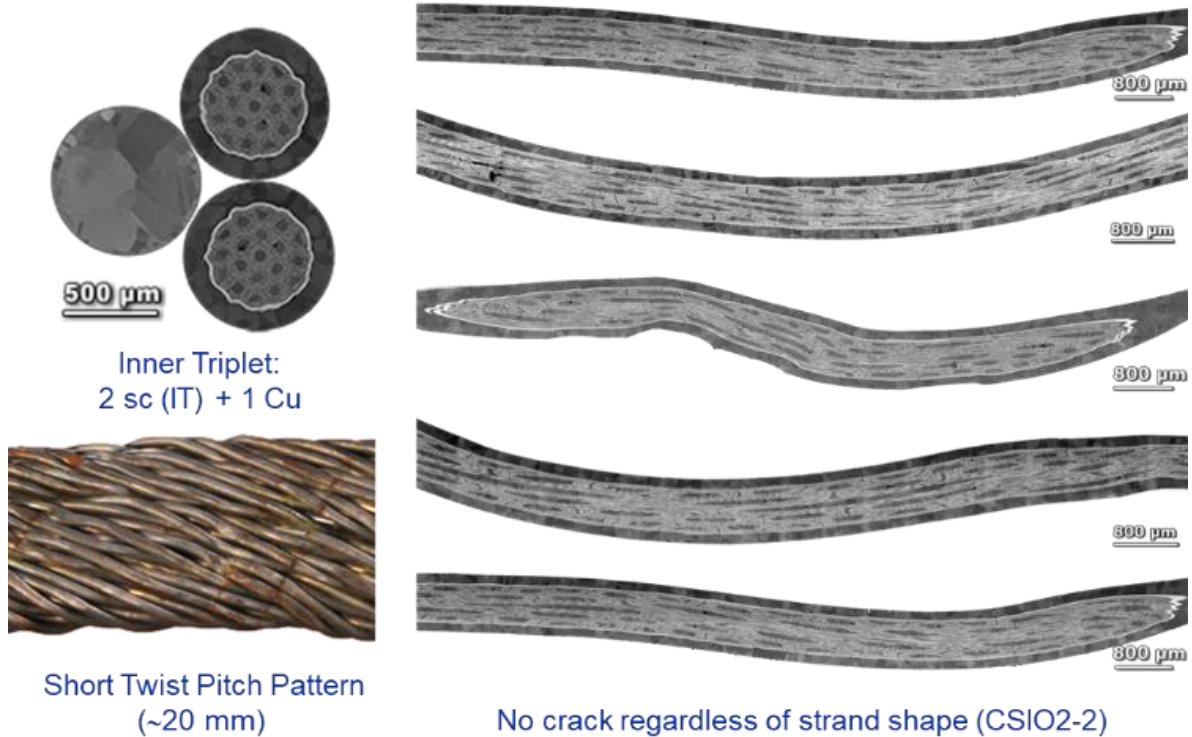 500 µm
Inner Triplet:
2 sc (IT) + 1 Cu
Short Twist Pitch Pattern
(~20 mm)
800 µm
800 µm
800 µm
800 µm
800 µm
No crack regardless of strand shape (CSIO2-2)